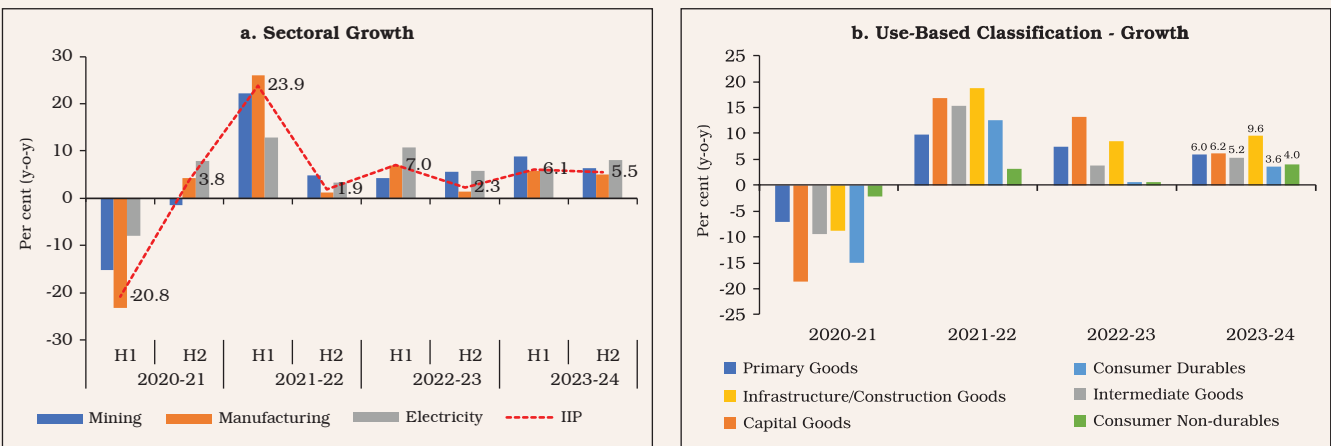 a. Sectoral Growth
Per cent (y-o-y)
30
20
10
0
-10
-20
-30
-20.8
3.8
23.9
1.9
7.0
2.3
6.1
5.5
H1 H2 H1 H2 H1 H2 H1 H2
2020-21 2021-22 2022-23 2023-24
Mining Manufacturing Electricity IIP
b. Use-Based Classification - Growth
Per cent (y-o-y)
25
20
15
10
5
0
-5
-10
-15
-20
-25
6.0 6.2 5.2 9.6 3.6 4.0
2020-21 2021-22 2022-23 2023-24
Primary Goods
Infrastructure/Construction Goods
Capital Goods
Consumer Durables
Intermediate Goods
Consumer Non-durables